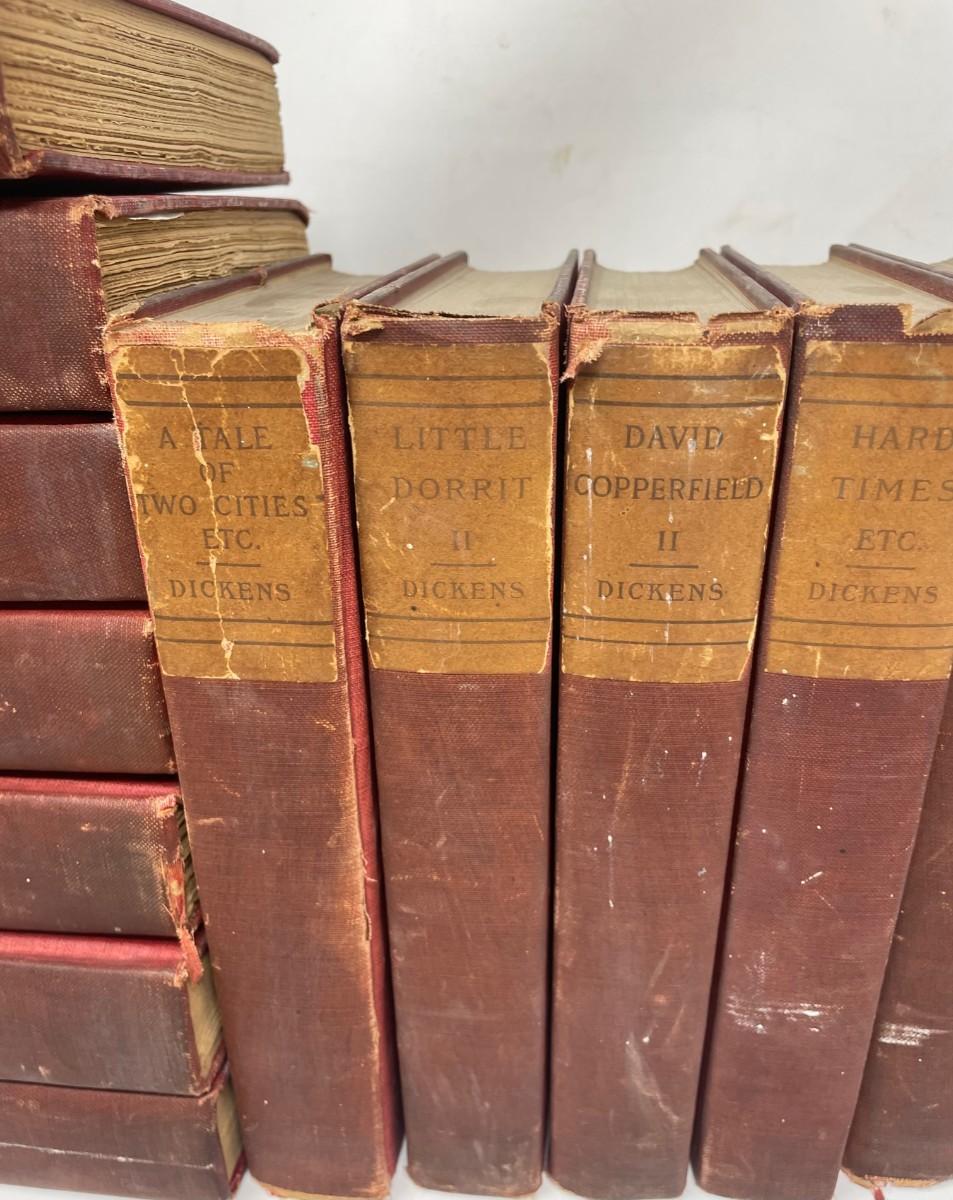 A TALE
OF
TWO CITIES
ETC.
DICKENS
LITTLE
DORRIT
II
DICKENS
DAVID
COPPERFIELD
II
DICKENS
HARD
TIMES
ETC.
DICKENS